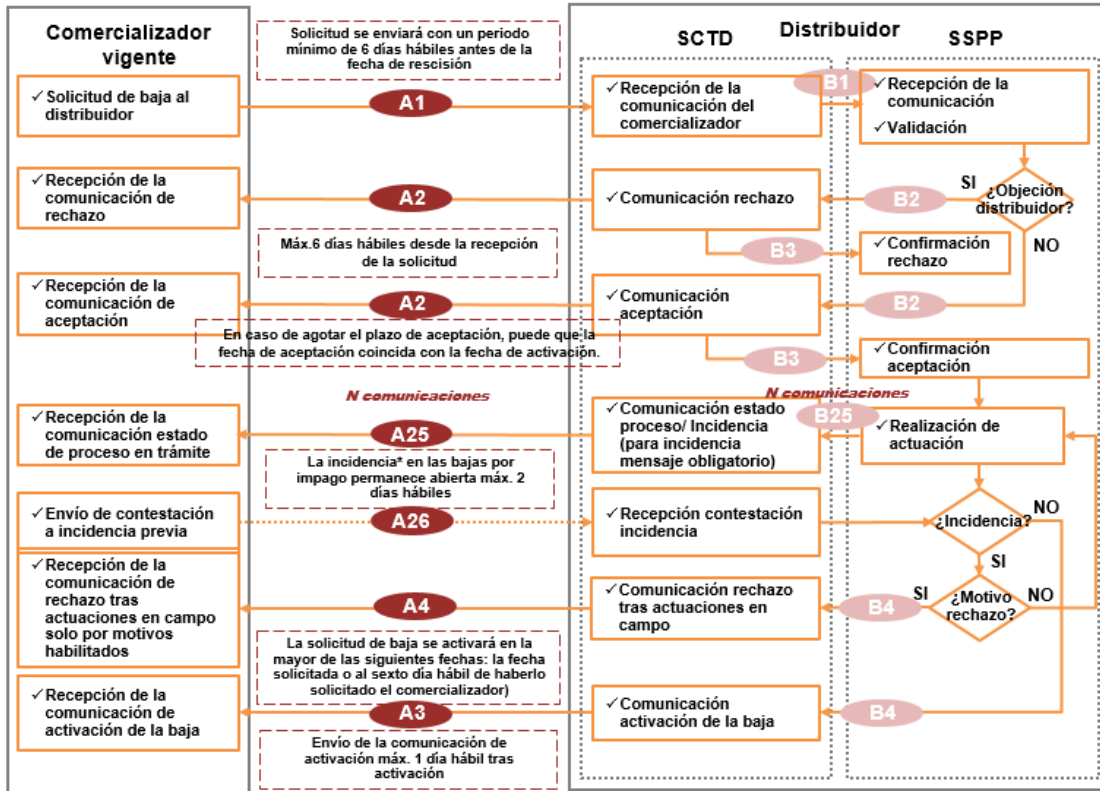 Comercializador
vigente
Solicitud se enviará con un periodo
mínimo de 6 días hábiles antes de la
fecha de rescisión
Distribuidor
SCTD
SSPP
✓Solicitud de baja al
distribuidor
A1
✓Recepción de la
comunicación del
comercializador
B1
✓Recepción de la
comunicación
✓Validación
✓Recepción de la
comunicación de
rechazo
A2
✓Comunicación rechazo
B2
SI
¿Objeción
distribuidor?
NO
Máx.6 días hábiles desde la recepción
de la solicitud
B3
✓Confirmación
rechazo
✓Recepción de la
comunicación de
aceptación
A2
✓Comunicación
aceptación
B2
En caso de agotar el plazo de aceptación, puede que la
fecha de aceptación coincida con la fecha de activación.
B3
✓Confirmación
aceptación
N comunicaciones
N comunicaciones
✓Recepción de la
comunicación estado
de proceso en trámite
A25
✓Comunicación estado
proceso/ Incidencia
(para incidencia
mensaje obligatorio)
B25
✓Realización de
actuación
La incidencia* en las bajas por
impago permanece abierta máx. 2
días hábiles
✓Envío de contestación
a incidencia previa
A26
✓Recepción contestación
incidencia
¿Incidencia?
NO
SI
✓Recepción de la
comunicación de
rechazo tras
actuaciones en campo
solo por motivos
habilitados
A4
✓Comunicación rechazo
tras actuaciones en
campo
B4
SI
¿Motivo
rechazo?
NO
La solicitud de baja se activará en la
mayor de las siguientes fechas: la fecha
solicitada o al sexto día hábil de haberlo
solicitado el comercializador)
✓Recepción de la
comunicación de
activación de la baja
A3
✓Comunicación
activación de la baja
B4
Envío de la comunicación de
activación máx. 1 día hábil tras
activación